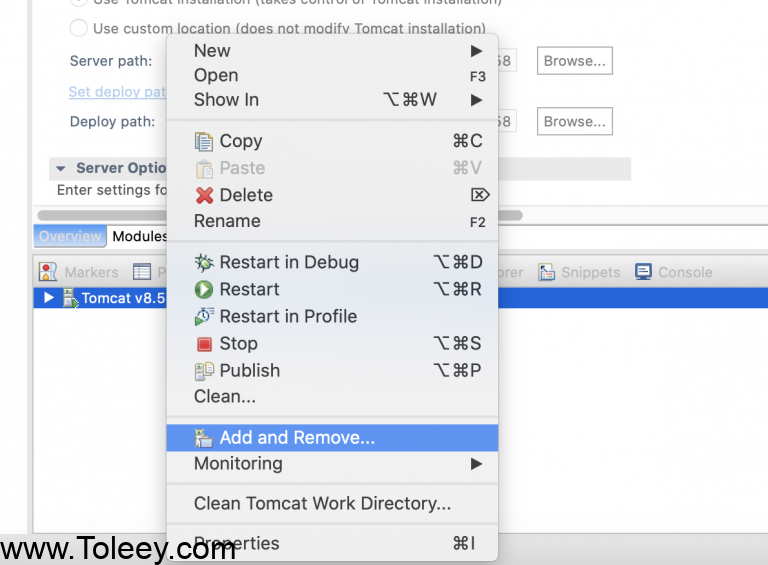 Use Tomcat installation (takes control of Tomcat installation)
Use custom location (does not modify Tomcat installation)
Server path: 58 Browse...
Set deploy pat
Deploy path: 58 Browse...
Server Optio
Enter settings fo
Overview Modules
Markers P orer Snippets Console
Tomcat v8.5
New
Open F3
Show In ⌥⌘W
Copy ⌘C
Paste ⌘V
Delete ⌦
Rename F2
Restart in Debug ⌥⌘D
Restart ⌥⌘R
Restart in Profile
Stop ⌥⌘S
Publish ⌥⌘P
Clean...
Add and Remove...
Monitoring
Clean Tomcat Work Directory...
Properties ⌘I
www.Toleey.com